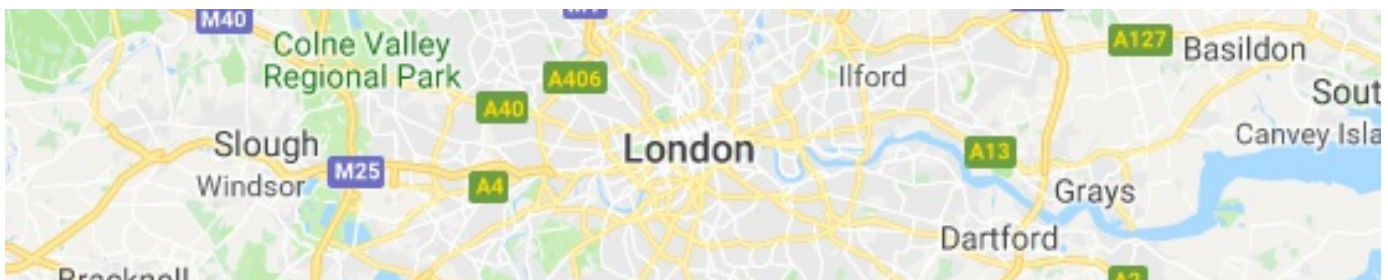 M40
Colne Valley
Regional Park
A406
A40
Ilford
A127
Basildon
Slough
London
A13
Windsor
M25
A4
Grays
Dartford